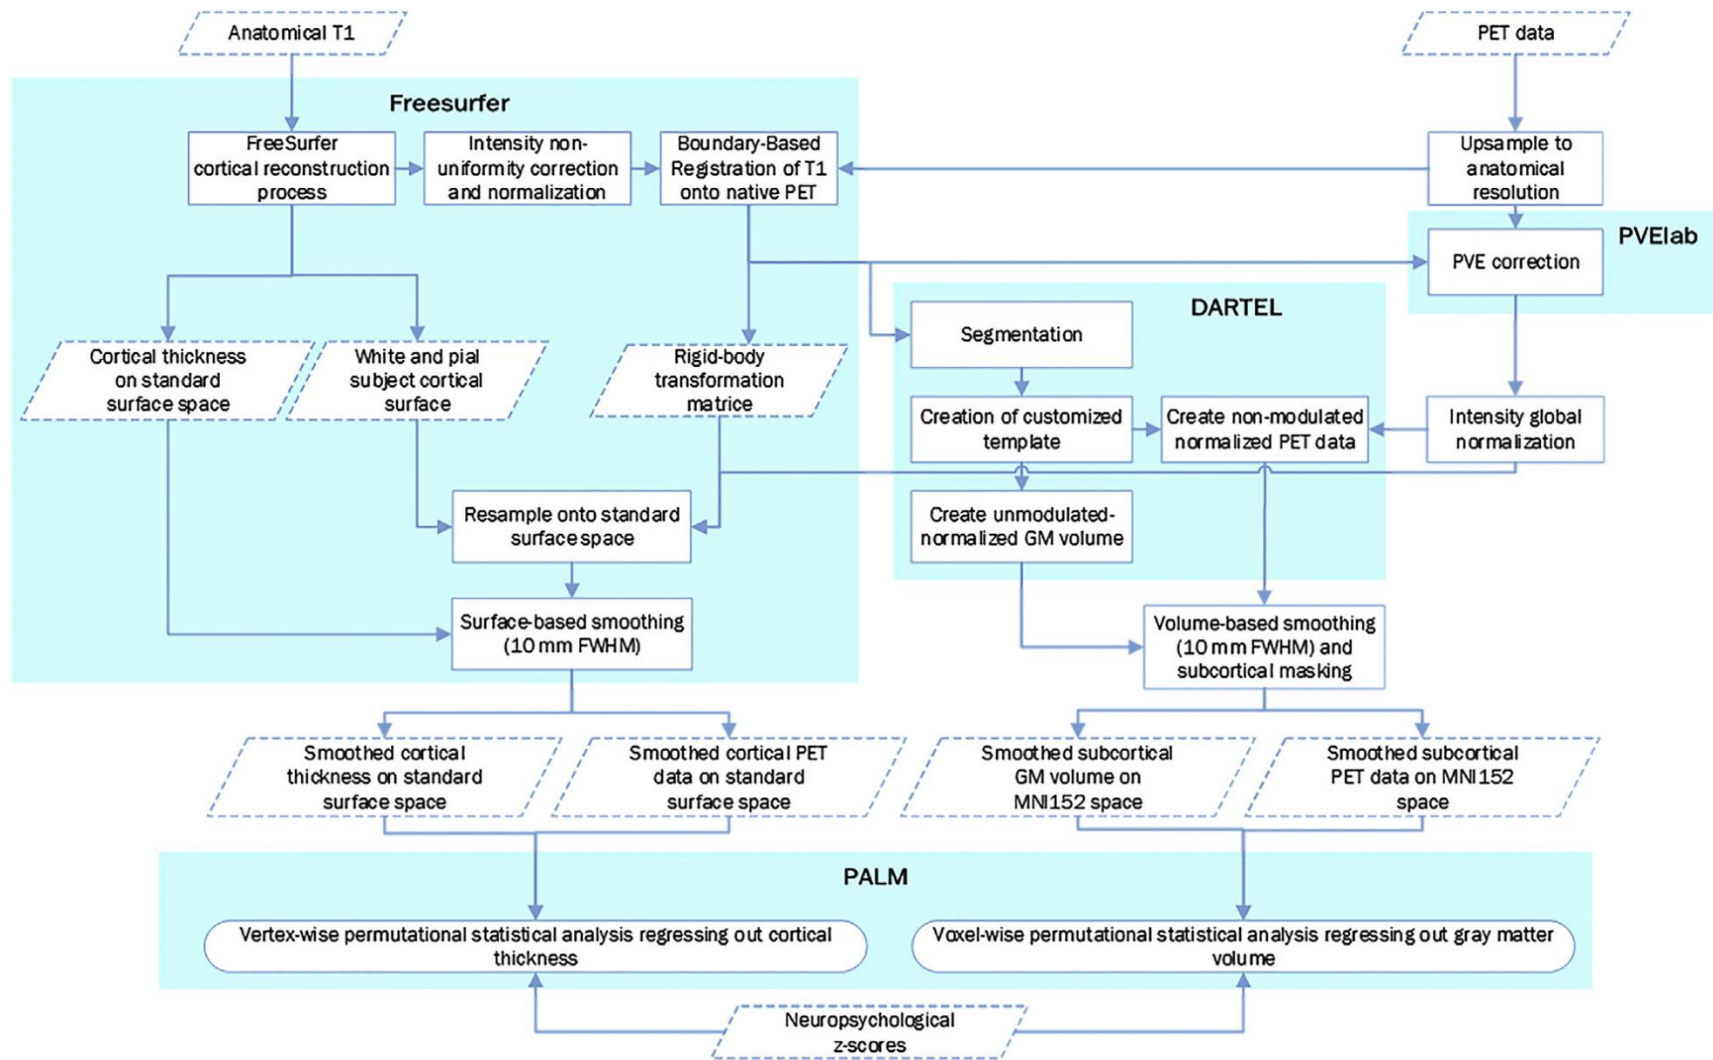 Anatomical T1
PET data
Freesurfer
FreeSurfer
cortical reconstruction
process
Intensity non-
uniformity correction
and normalization
Boundary-Based
Registration of T1
onto native PET
Upsample to
anatomical
resolution
PVElab
PVE correction
DARTEL
Segmentation
Cortical thickness
on standard
surface space
White and pial
subject cortical
surface
Rigid-body
transformation
matrice
Creation of customized
template
Create non-modulated
normalized PET data
Intensity global
normalization
Resample onto standard
surface space
Create unmodulated-
normalized GM volume
Surface-based smoothing
(10 mm FWHM)
Volume-based smoothing
(10 mm FWHM) and
subcortical masking
Smoothed cortical
thickness on standard
surface space
Smoothed cortical PET
data on standard
surface space
Smoothed subcortical
GM volume on
MNI152 space
Smoothed subcortical
PET data on MNI152
space
PALM
Vertex-wise permutational statistical analysis regressing out cortical
thickness
Voxel-wise permutational statistical analysis regressing out gray matter
volume
Neuropsychological
z-scores